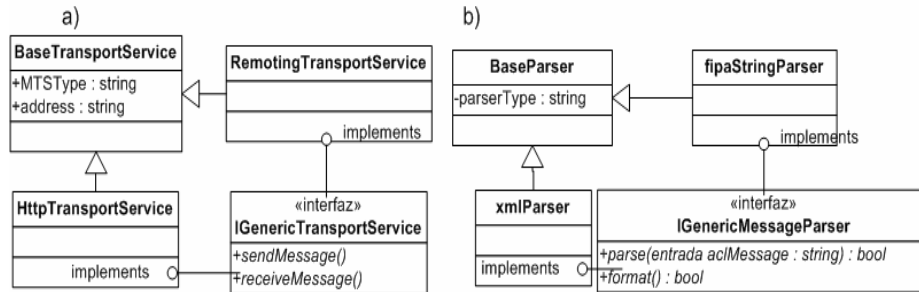 a)
BaseTransportService
+MTSType : string
+address : string
RemotingTransportService
implements
HttpTransportService
implements
«interfaz»
IGenericTransportService
+sendMessage()
+receiveMessage()
b)
BaseParser
-parserType : string
fipaStringParser
implements
xmlParser
implements
«interfaz»
IGenericMessageParser
+parse(entrada aclMessage : string) : bool
+format() : bool